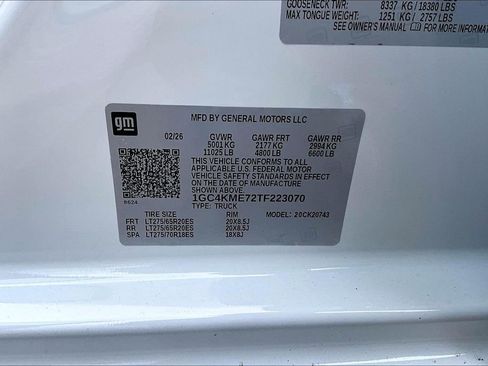 GOOSENECK TWR: 8337 KG / 18380 LBS
MAX TONGUE WEIGHT: 1251 KG / 2757 LBS
SEE OWNER'S MANUAL FOR MORE INFORMATION
gm
MFD BY GENERAL MOTORS LLC
02/26 GVWR GAWR FRT GAWR RR
5001 KG 2177 KG 2994 KG
11025 LB 4800 LB 6600 LB
THIS VEHICLE CONFORMS TO ALL
APPLICABLE U.S. FEDERAL MOTOR
VEHICLE SAFETY STANDARDS IN
EFFECT ON THE DATE OF
MANUFACTURE SHOWN ABOVE.
1GC4KME72TF223070
8624 TYPE: TRUCK
TIRE SIZE RIM MODEL: 20CK20743
FRT LT275/65R20ES 20X8.5J
RR LT275/65R20ES 20X8.5J
SPA LT275/70R18ES 18X8J